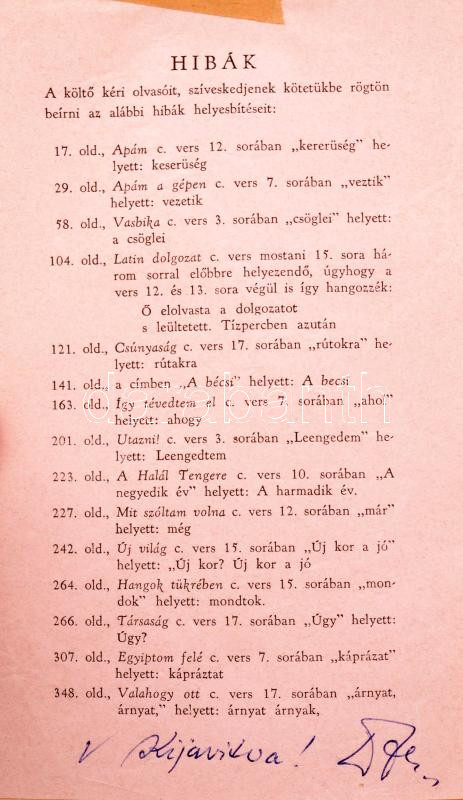 HIBÁK
A költő kéri olvasóit, szíveskedjenek kötetükbe rögtön
beírni az alábbi hibák helyesbítéseit:
17. old., Apám c. vers 12. sorában „kererüség” he-
lyett: keserüség
29. old., Apám a gépen c. vers 7. sorában „veztik”
helyett: vezetik
58. old., Vasbika c. vers 3. sorában „csöglei” helyett:
a csöglei
104. old., Latin dolgozat c. vers mostani 15. sora há-
rom sorral előbbre helyezendő, úgyhogy a
vers 12. és 13. sora végül is így hangozzék:
Ő elolvasta a dolgozatot
s leültetett. Tízpercben azután
121. old., Csúnyaság c. vers 17. sorában „rútokra” he-
lyett: rútakra
141. old., a címben „A bécsi” helyett: A becsi
163. old., Így tévedtem el c. vers 7. sorában „ahol”
helyett: ahogy
201. old., Utazni! c. vers 3. sorában „Leengedem” he-
lyett: Leengedtem
223. old., A Halál Tengere c. vers 10. sorában „A
negyedik év” helyett: A harmadik év.
227. old., Mit szóltam volna c. vers 12. sorában „már”
helyett: még
242. old., Új világ c. vers 15. sorában „Új kor a jó”
helyett: „Új kor? Új kor a jó
264. old., Hangok tükrében c. vers 15. sorában „mon-
dok” helyett: mondtok.
266. old., Társaság c. vers 17. sorában „Úgy” helyett:
Úgy?
307. old., Egyiptom felé c. vers 7. sorában „káprázat”
helyett: kápráztat
348. old., Valahogy ott c. vers 17. sorában „árnyat,
árnyat,” helyett: árnyat árnyak,
Kijavitva!